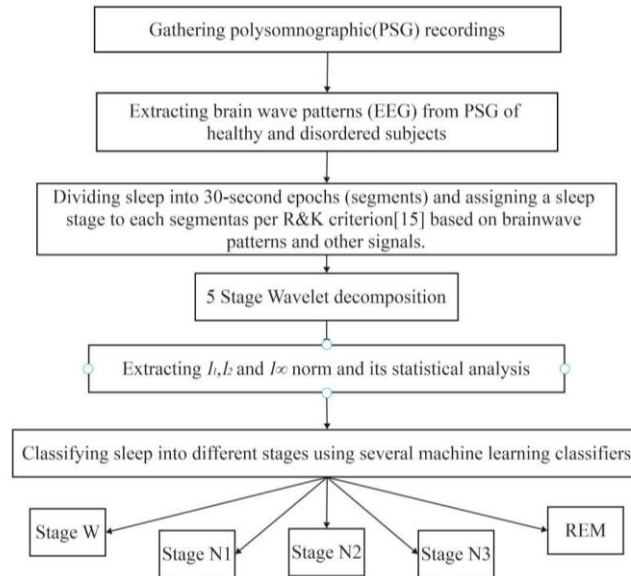 Gathering polysomnographic(PSG) recordings
Extracting brain wave patterns (EEG) from PSG of
healthy and disordered subjects
Dividing sleep into 30-second epochs (segments) and assigning a sleep
stage to each segmentas per R&K criterion[15] based on brainwave
patterns and other signals.
5 Stage Wavelet decomposition
Extracting l₁,l₂ and l∞ norm and its statistical analysis
Classifying sleep into different stages using several machine learning classifiers
Stage W
Stage N1
Stage N2
Stage N3
REM